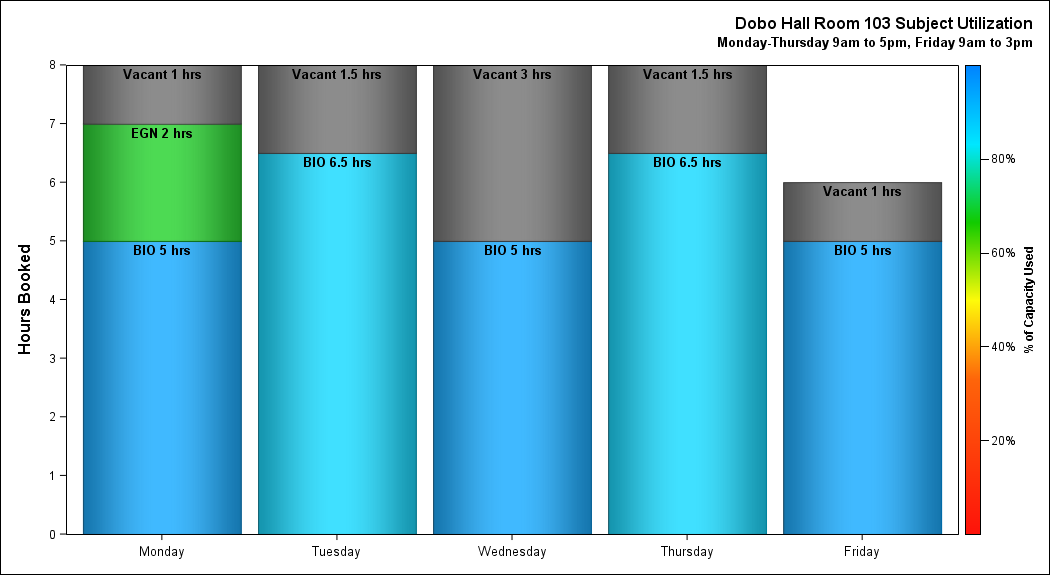 Dobo Hall Room 103 Subject Utilization
Monday-Thursday 9am to 5pm, Friday 9am to 3pm
Hours Booked
8
7
6
5
4
3
2
1
0
Vacant 1 hrs
EGN 2 hrs
BIO 5 hrs
Vacant 1.5 hrs
BIO 6.5 hrs
Vacant 3 hrs
BIO 5 hrs
Vacant 1.5 hrs
BIO 6.5 hrs
Vacant 1 hrs
BIO 5 hrs
Monday
Tuesday
Wednesday
Thursday
Friday
80%
60%
40%
20%
% of Capacity Used